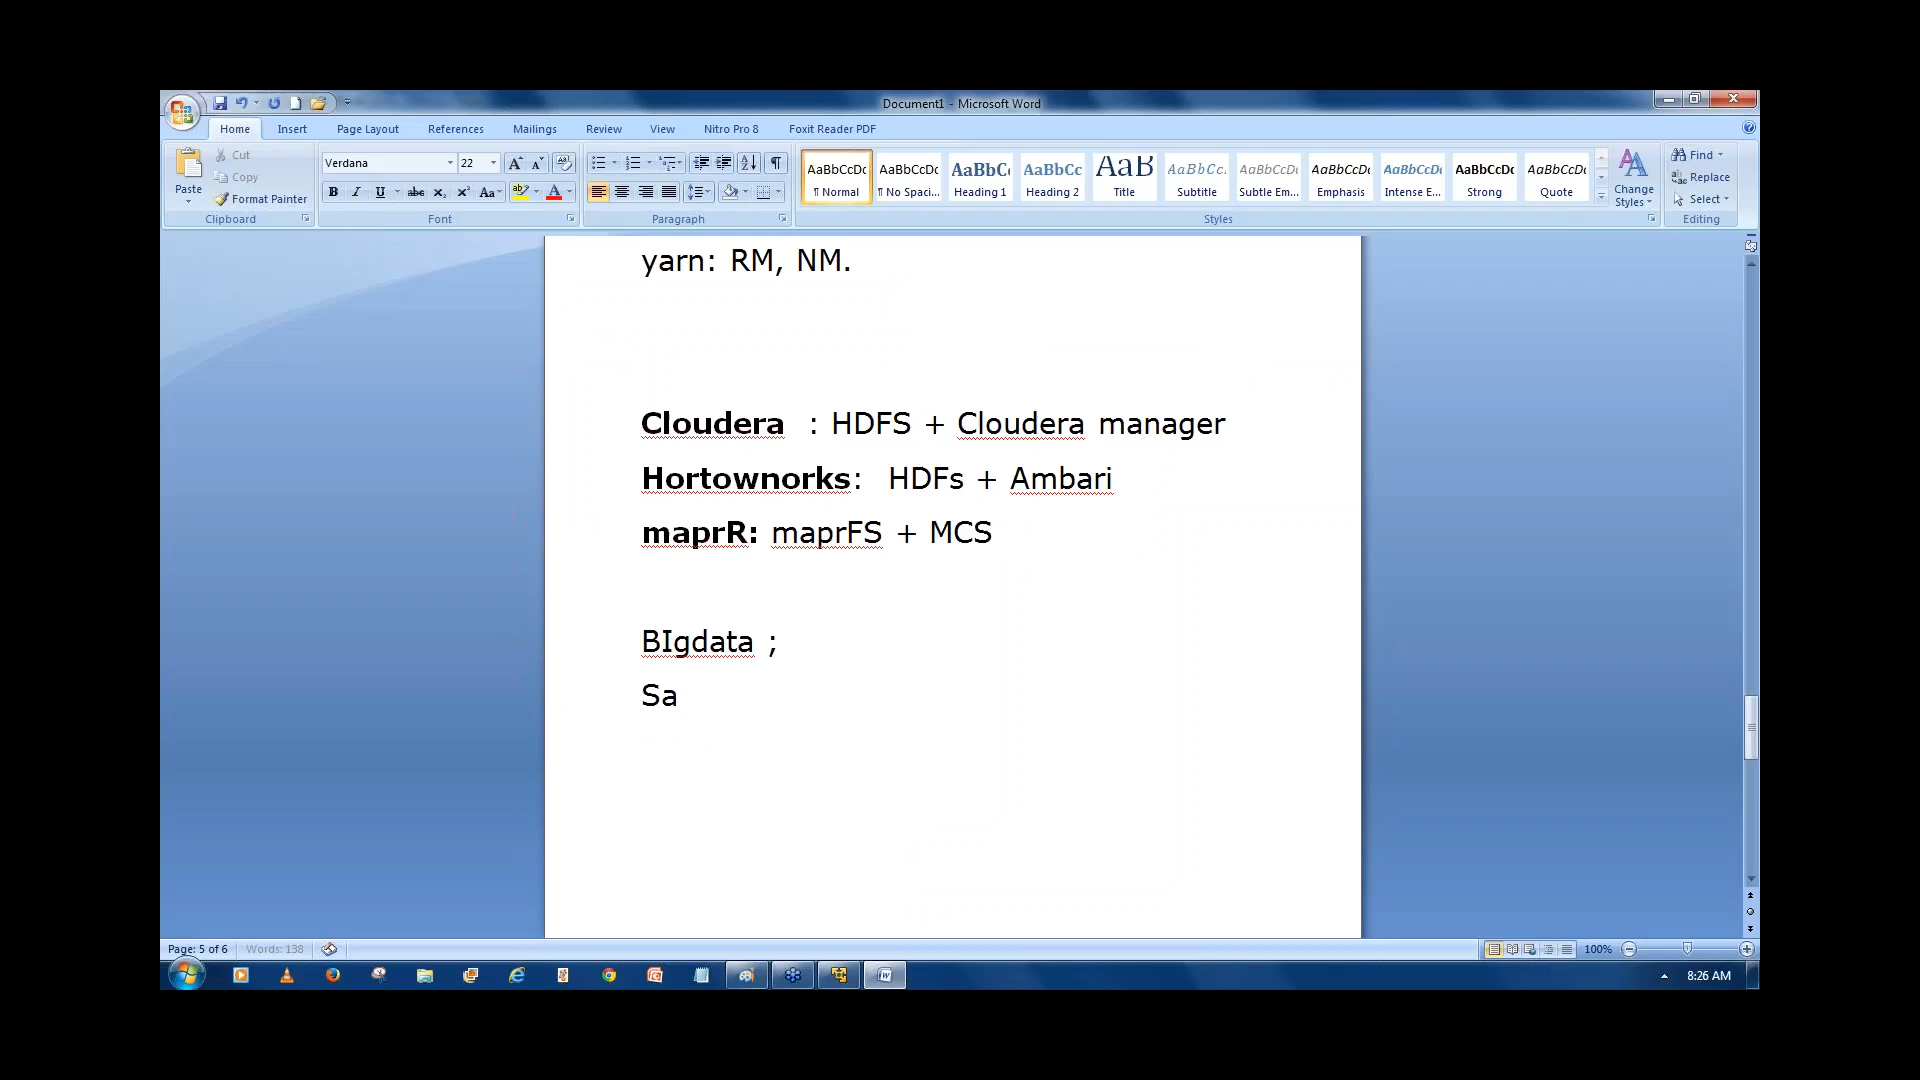 Document1 - Microsoft Word
Home Insert Page Layout References Mailings Review View Nitro Pro 8 Foxit Reader PDF
Paste
Cut
Copy
Format Painter
Clipboard
Verdana 22
Font
Paragraph
AaBbCcDc AaBbCcDc AaBbC( AaBbCc AaB AaBbCc. AaBbCcDc AaBbCcDc AaBbCcDc AaBbCcDc AaBbCcDc
¶ Normal ¶ No Spaci... Heading 1 Heading 2 Title Subtitle Subtle Em... Emphasis Intense E... Strong Quote
Styles
Change Styles
Find
Replace
Select
Editing
yarn: RM, NM.
Cloudera : HDFS + Cloudera manager
Hortownorks: HDFs + Ambari
maprR: maprFS + MCS
BIgdata ;
Sa
Page: 5 of 6 Words: 138 100%
8:26 AM